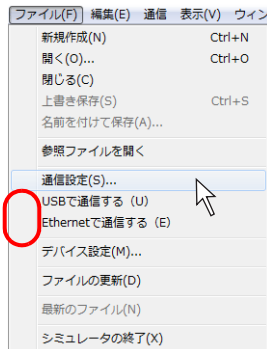 ファイル(F) 編集(E) 通信 表示(V) ウィン
新規作成(N) Ctrl+N
開く(O)... Ctrl+O
閉じる(C)
上書き保存(S) Ctrl+S
名前を付けて保存(A)...
参照ファイルを開く
通信設定(S)...
USBで通信する（U）
Ethernetで通信する（E）
デバイス設定(M)...
ファイルの更新(D)
最新のファイル(N)
シミュレータの終了(X)